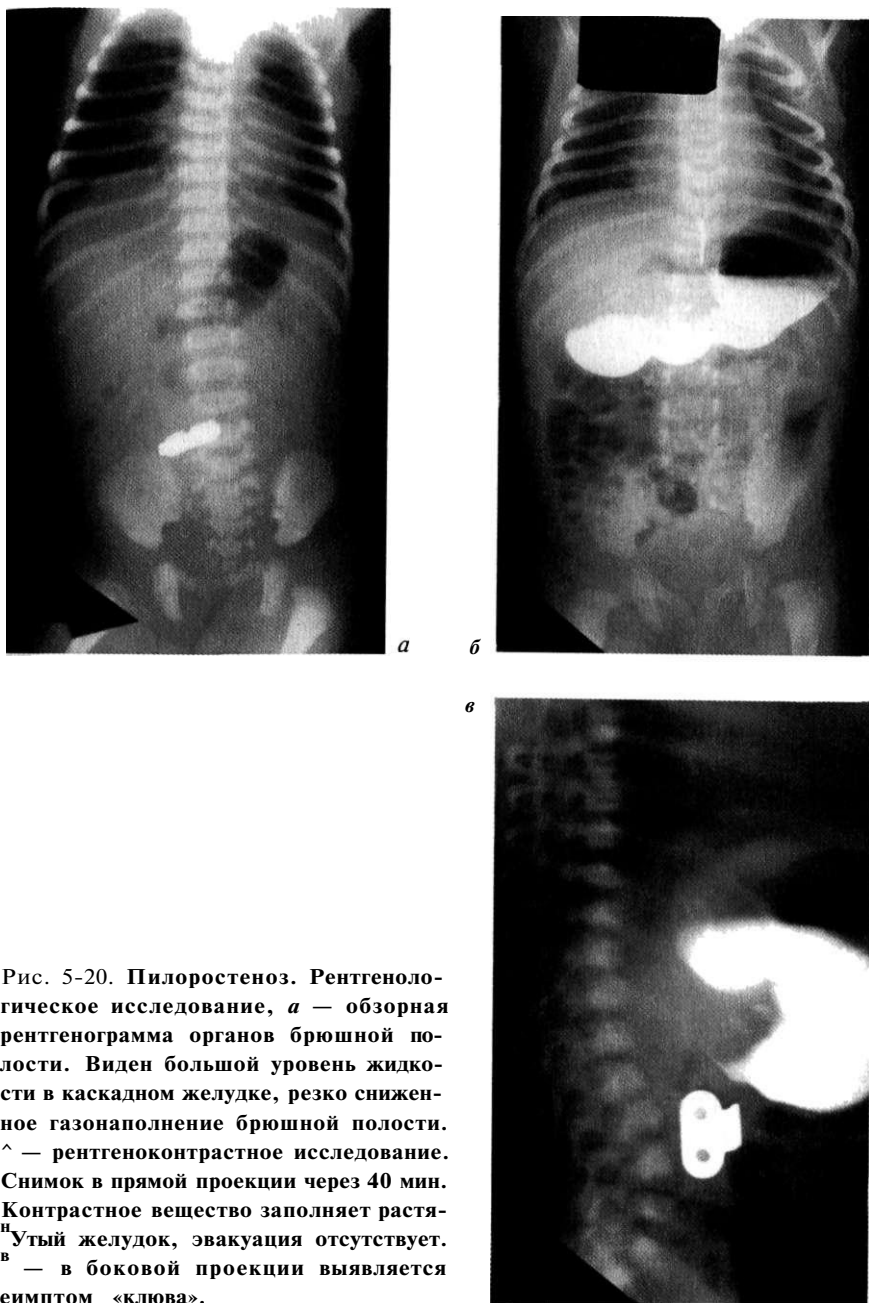 а
б
в
Рис. 5-20. Пилоростеноз. Рентгеноло-
гическое исследование, а — обзорная
рентгенограмма органов брюшной по-
лости. Виден большой уровень жидко-
сти в каскадном желудке, резко снижен-
ное газонаполнение брюшной полости.
^ — рентгеноконтрастное исследование.
Снимок в прямой проекции через 40 мин.
Контрастное вещество заполняет растя-
нУтый желудок, эвакуация отсутствует.
в — в боковой проекции выявляется
еимптом «клюва».